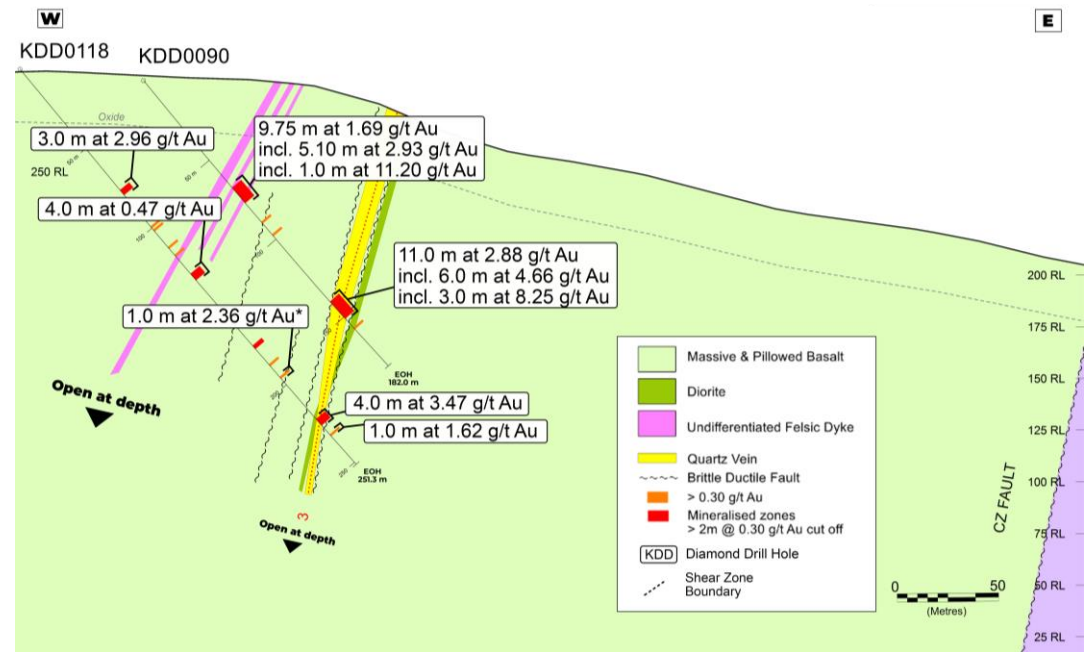 W
E
KDD0118
KDD0090
Oxide
3.0 m at 2.96 g/t Au
9.75 m at 1.69 g/t Au
incl. 5.10 m at 2.93 g/t Au
incl. 1.0 m at 11.20 g/t Au
50 m
50 m
250 RL
4.0 m at 0.47 g/t Au
100
100
11.0 m at 2.88 g/t Au
incl. 6.0 m at 4.66 g/t Au
incl. 3.0 m at 8.25 g/t Au
1.0 m at 2.36 g/t Au*
EOH
182.0 m
Open at depth
200
4.0 m at 3.47 g/t Au
1.0 m at 1.62 g/t Au
250
EOH
251.3 m
3
Open at depth
Massive & Pillowed Basalt
Diorite
Undifferentiated Felsic Dyke
Quartz Vein
Brittle Ductile Fault
> 0.30 g/t Au
Mineralised zones
> 2m @ 0.30 g/t Au cut off
KDD Diamond Drill Hole
Shear Zone
Boundary
0 50
(Metres)
CZ FAULT
200 RL
175 RL
150 RL
125 RL
100 RL
75 RL
50 RL
25 RL